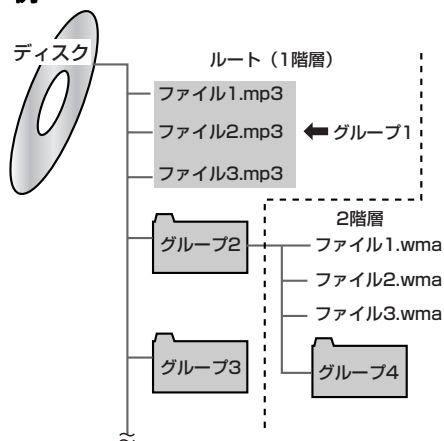 ディスク
ルート（1階層）
ファイル1.mp3
ファイル2.mp3
グループ1
ファイル3.mp3
2階層
グループ2
ファイル1.wma
ファイル2.wma
ファイル3.wma
グループ3
グループ4